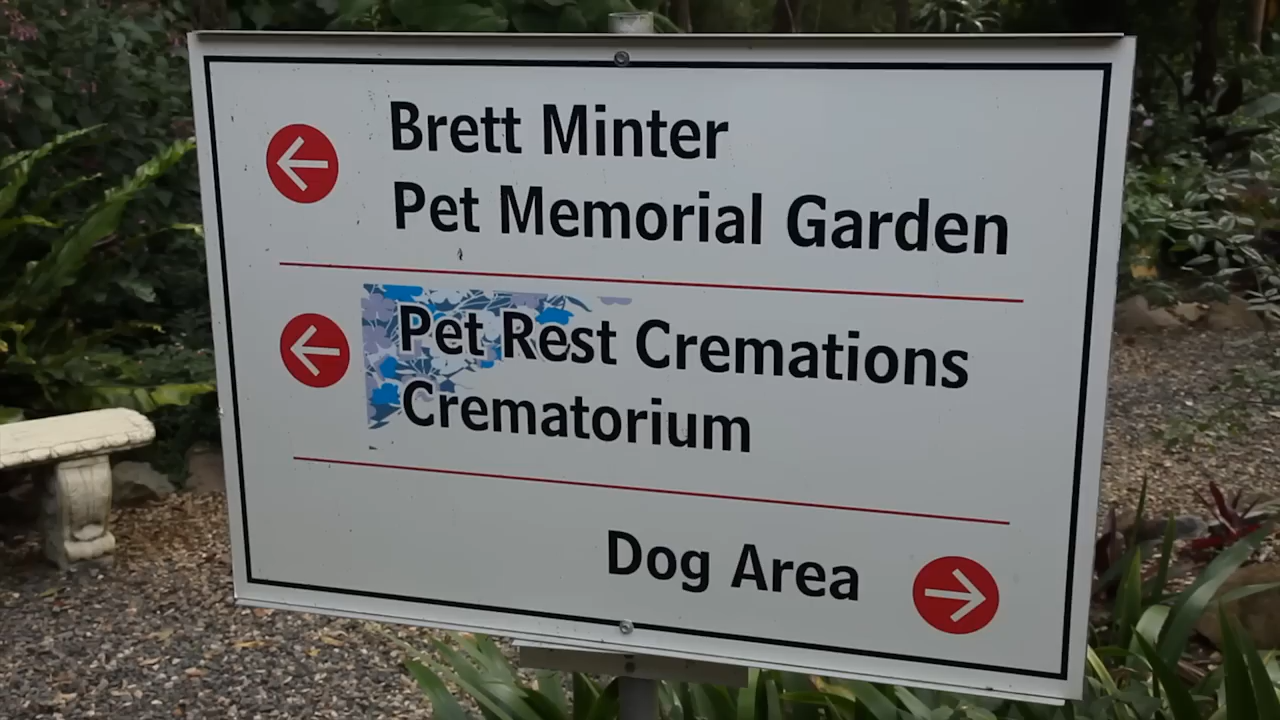 Brett Minter
Pet Memorial Garden
Pet Rest Cremations
Crematorium
Dog Area